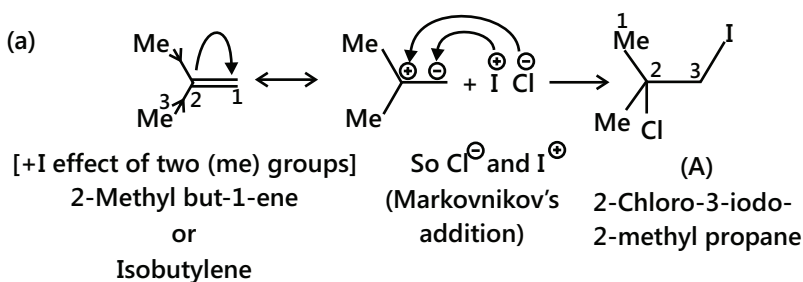 (a)
Me
Me
3
2
1
⊕ ⊖
Me
Me
+ I⊕ Cl⊖
1
Me
2
3
I
Me
Cl
[+I effect of two (me) groups]
2-Methyl but-1-ene
or
Isobutylene
So Cl⊖ and I⊕
(Markovnikov's
addition)
(A)
2-Chloro-3-iodo-
2-methyl propane